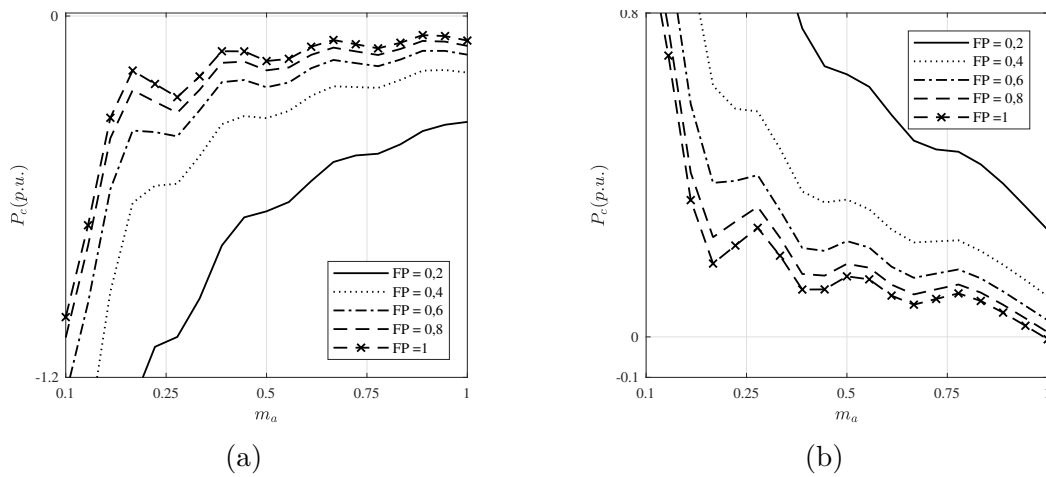 0
-1.2
P_c(p.u.)
0.1
0.25
0.5
0.75
1
m_a
FP = 0,2
FP = 0,4
FP = 0,6
FP = 0,8
FP =1
(a)
0.8
0
-0.1
P_c(p.u.)
0.1
0.25
0.5
0.75
1
m_a
FP = 0,2
FP = 0,4
FP = 0,6
FP = 0,8
FP =1
(b)